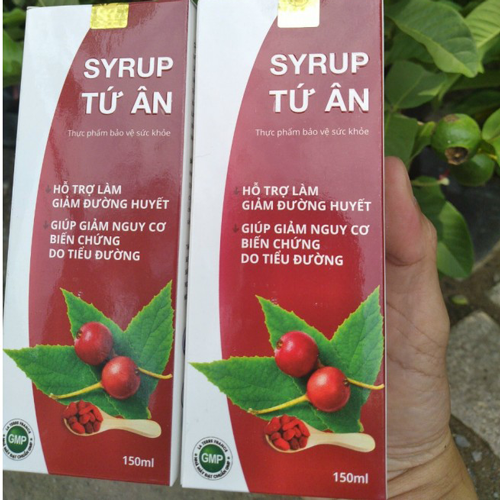 SYRUP
TỨ ÂN
Thực phẩm bảo vệ sức khỏe
HỖ TRỢ LÀM
GIẢM ĐƯỜNG HUYẾT
GIÚP GIẢM NGUY CƠ
BIẾN CHỨNG
DO TIỂU ĐƯỜNG
GMP
150ml
SYRUP
TỨ ÂN
Thực phẩm bảo vệ sức khỏe
HỖ TRỢ LÀM
GIẢM ĐƯỜNG HUYẾT
GIÚP GIẢM NGUY CƠ
BIẾN CHỨNG
DO TIỂU ĐƯỜNG
GMP
150ml